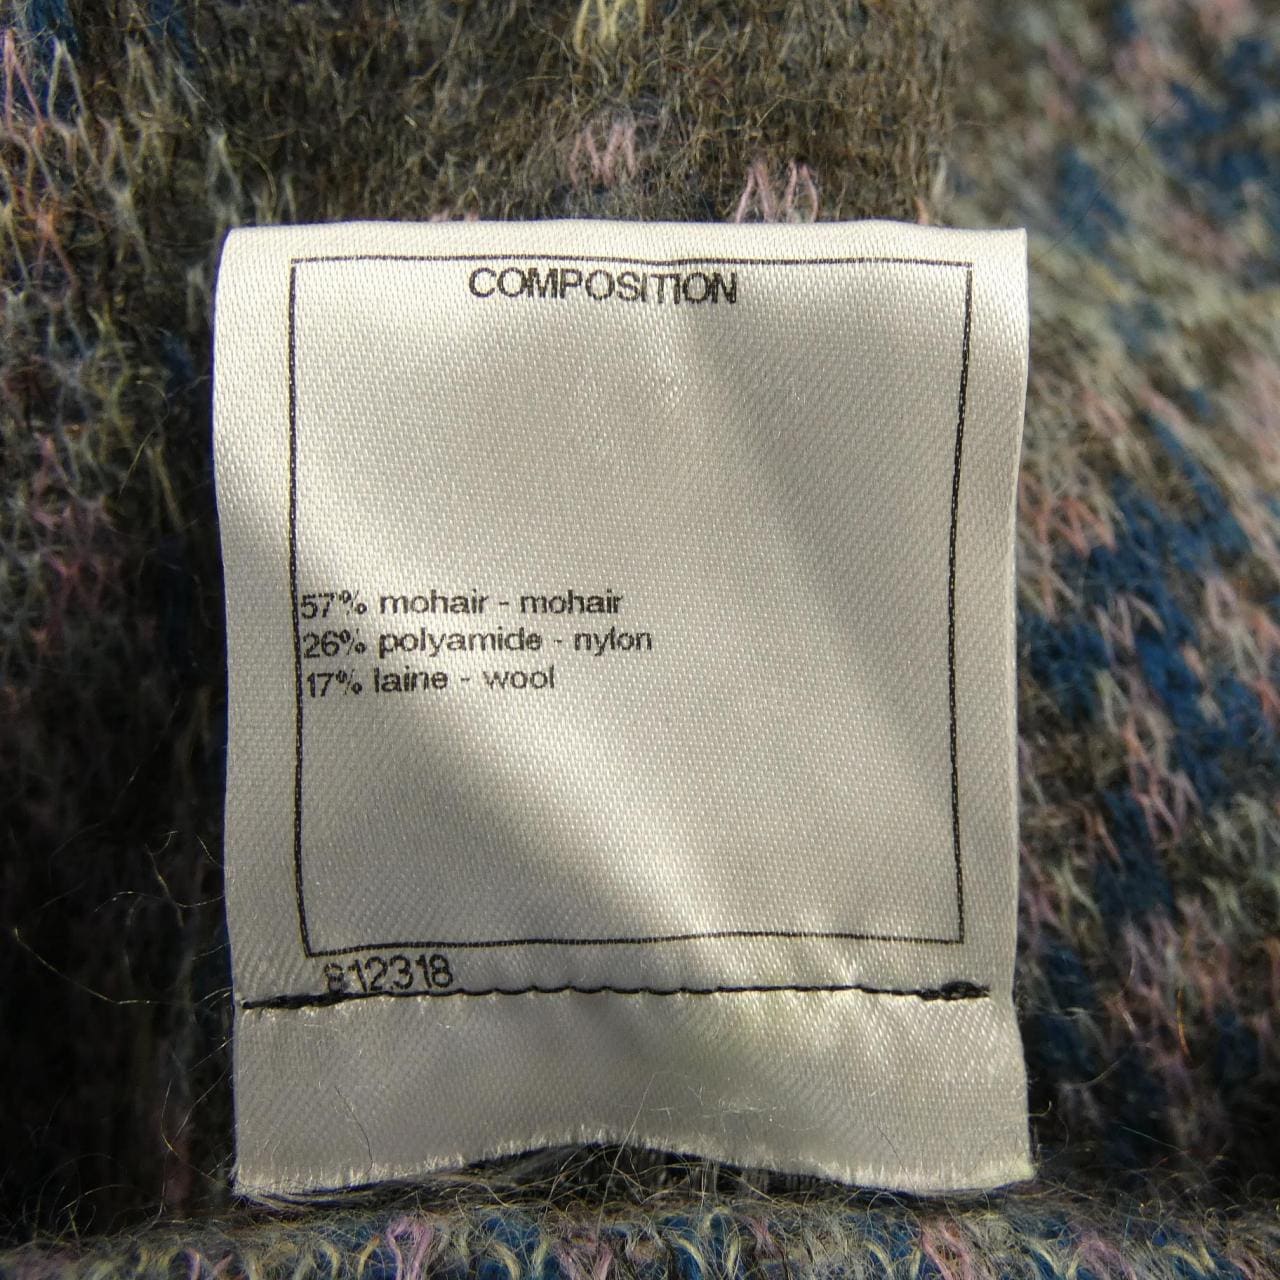 COMPOSITION
57% mohair - mohair
26% polyamide - nylon
17% laine - wool
812318